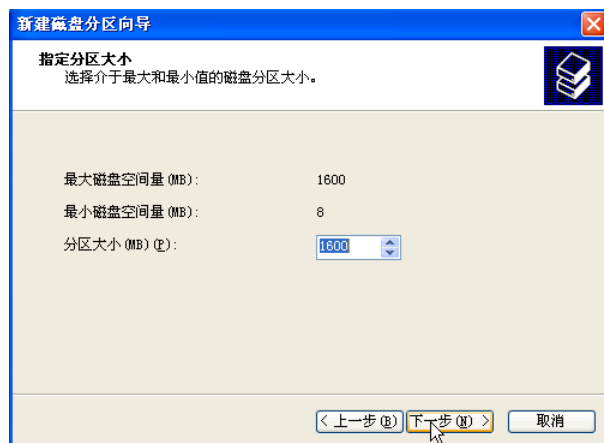 新建磁盘分区向导
指定分区大小
选择介于最大和最小值的磁盘分区大小。
最大磁盘空间量(MB): 1600
最小磁盘空间量(MB): 8
分区大小(MB)(P): 1600
< 上一步(B) 下一步(N) > 取消